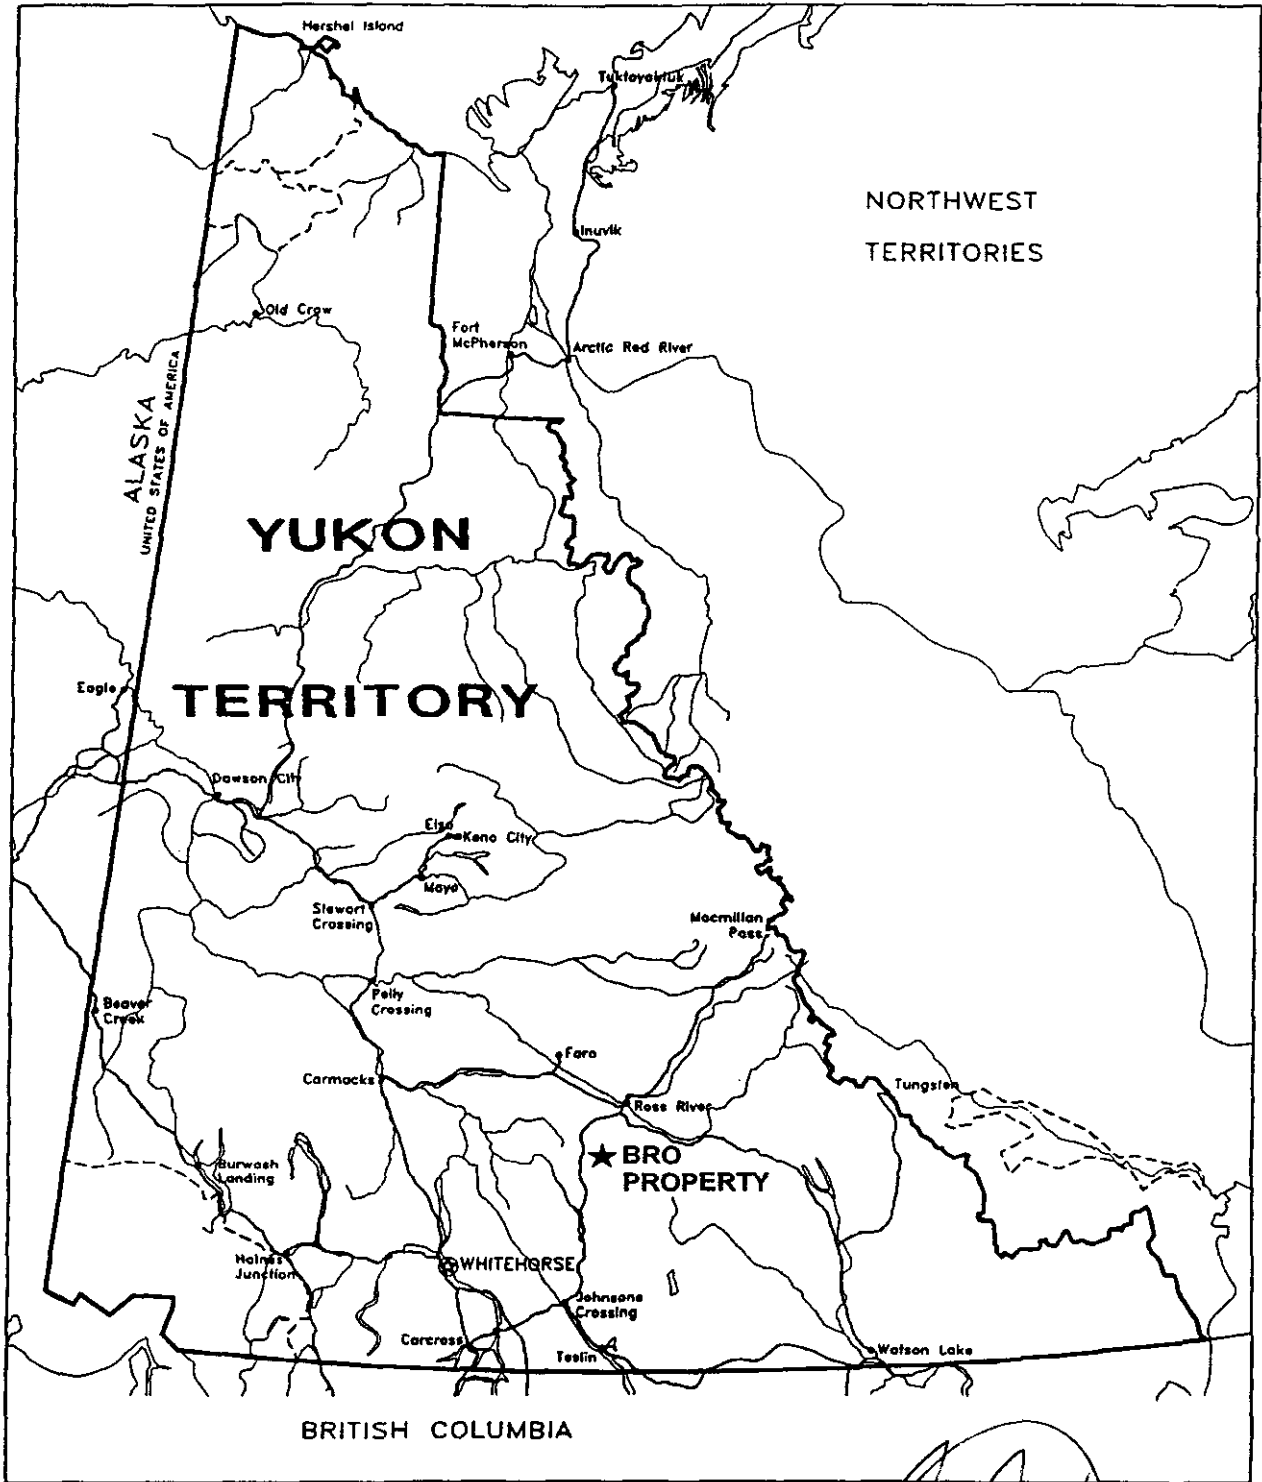 Hershel Island
Tuktoyaktuk
NORTHWEST
TERRITORIES
Inuvik
Old Crow
Fort
McPherson
Arctic Red River
ALASKA
UNITED STATES OF AMERICA
YUKON
Eagle
TERRITORY
Dawson City
Elsa
Keno City
Mayo
Stewart
Crossing
Macmillan
Pass
Beaver
Creek
Pelly
Crossing
Faro
Carmacks
Tungsten
Ross River
BRO
PROPERTY
Burwash
Landing
Haines
Junction
WHITEHORSE
Johnsons
Crossing
Carcross
Teslin
Watson Lake
BRITISH COLUMBIA